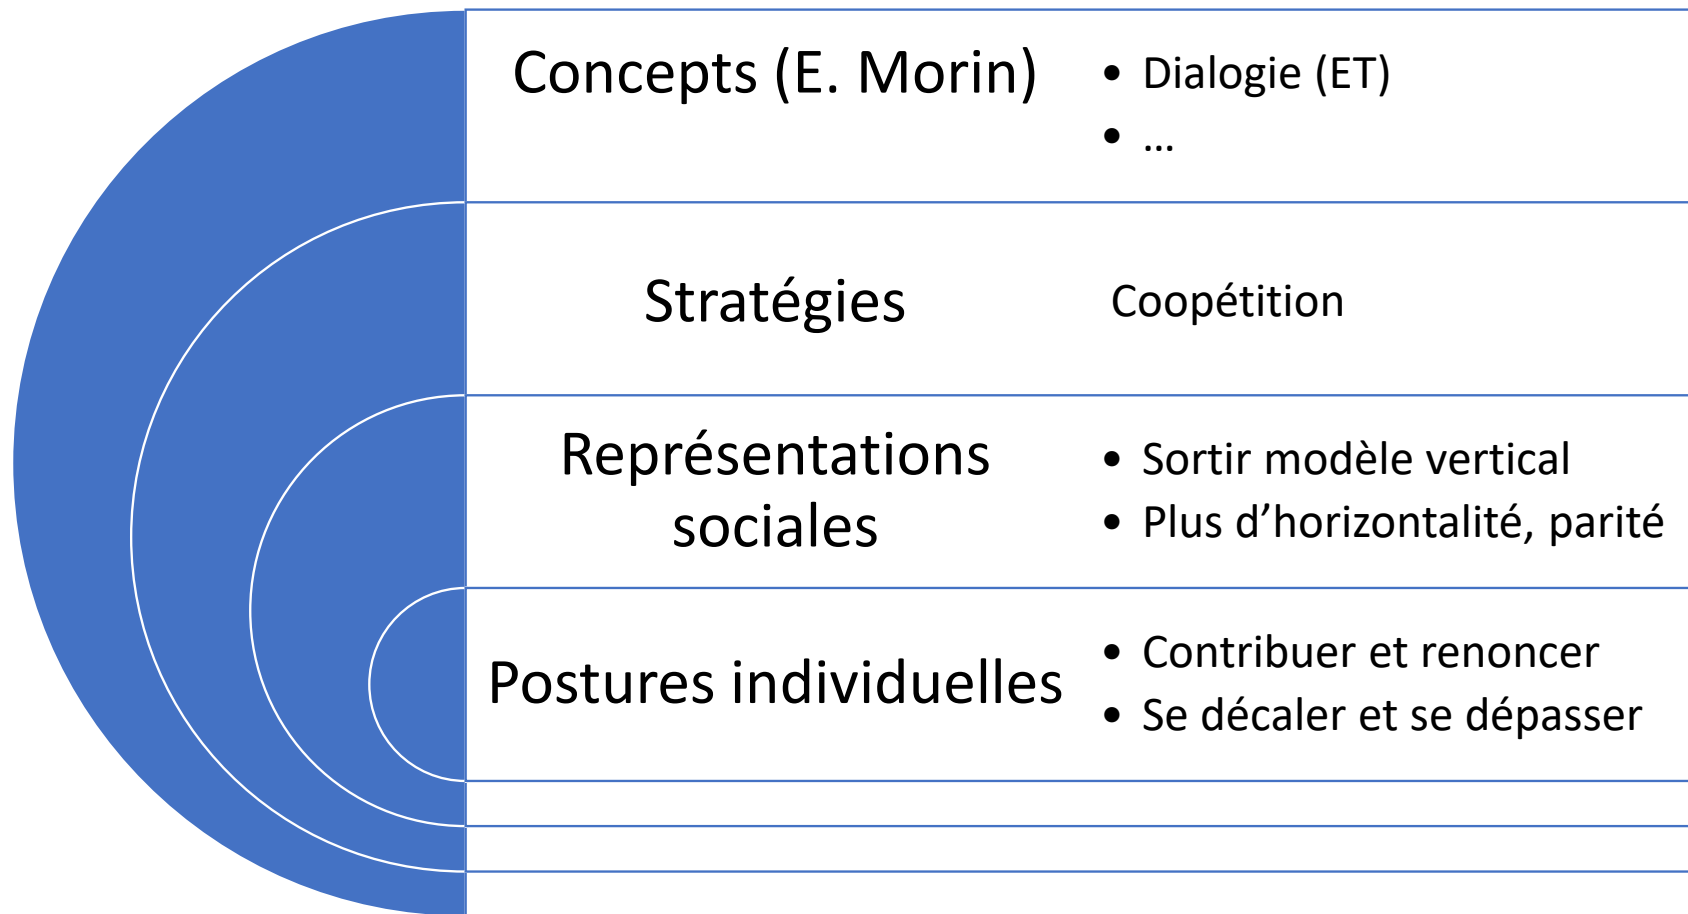 Concepts (E. Morin)
• Dialogie (ET)
• ...
Stratégies
Coopétition
Représentations
sociales
• Sortir modèle vertical
• Plus d’horizontalité, parité
Postures individuelles
• Contribuer et renoncer
• Se décaler et se dépasser